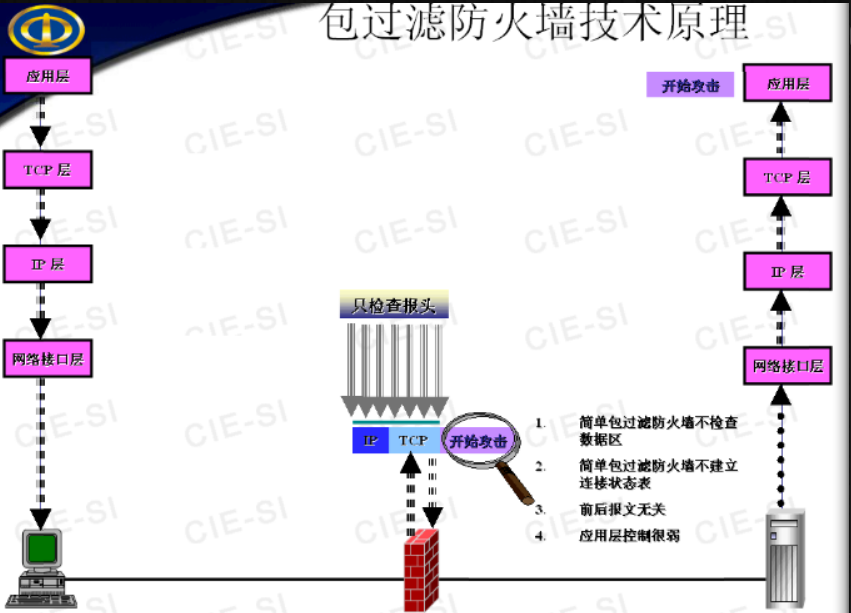 包过滤防火墙技术原理
应用层
TCP 层
IP 层
网络接口层
开始攻击
应用层
TCP 层
IP 层
网络接口层
只检查报头
IP TCP 开始攻击
1. 简单包过滤防火墙不检查
数据区
2. 简单包过滤防火墙不建立
连接状态表
3. 前后报文无关
4. 应用层控制很弱
CIE-SI